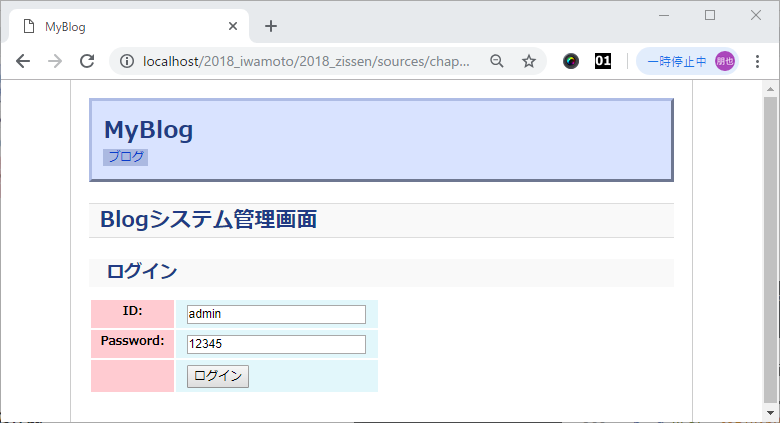 MyBlog
localhost/2018_iwamoto/2018_zissen/sources/chap...
01
一時停止中
朋也
MyBlog
ブログ
Blogシステム管理画面
ログイン
ID:
admin
Password:
12345
ログイン